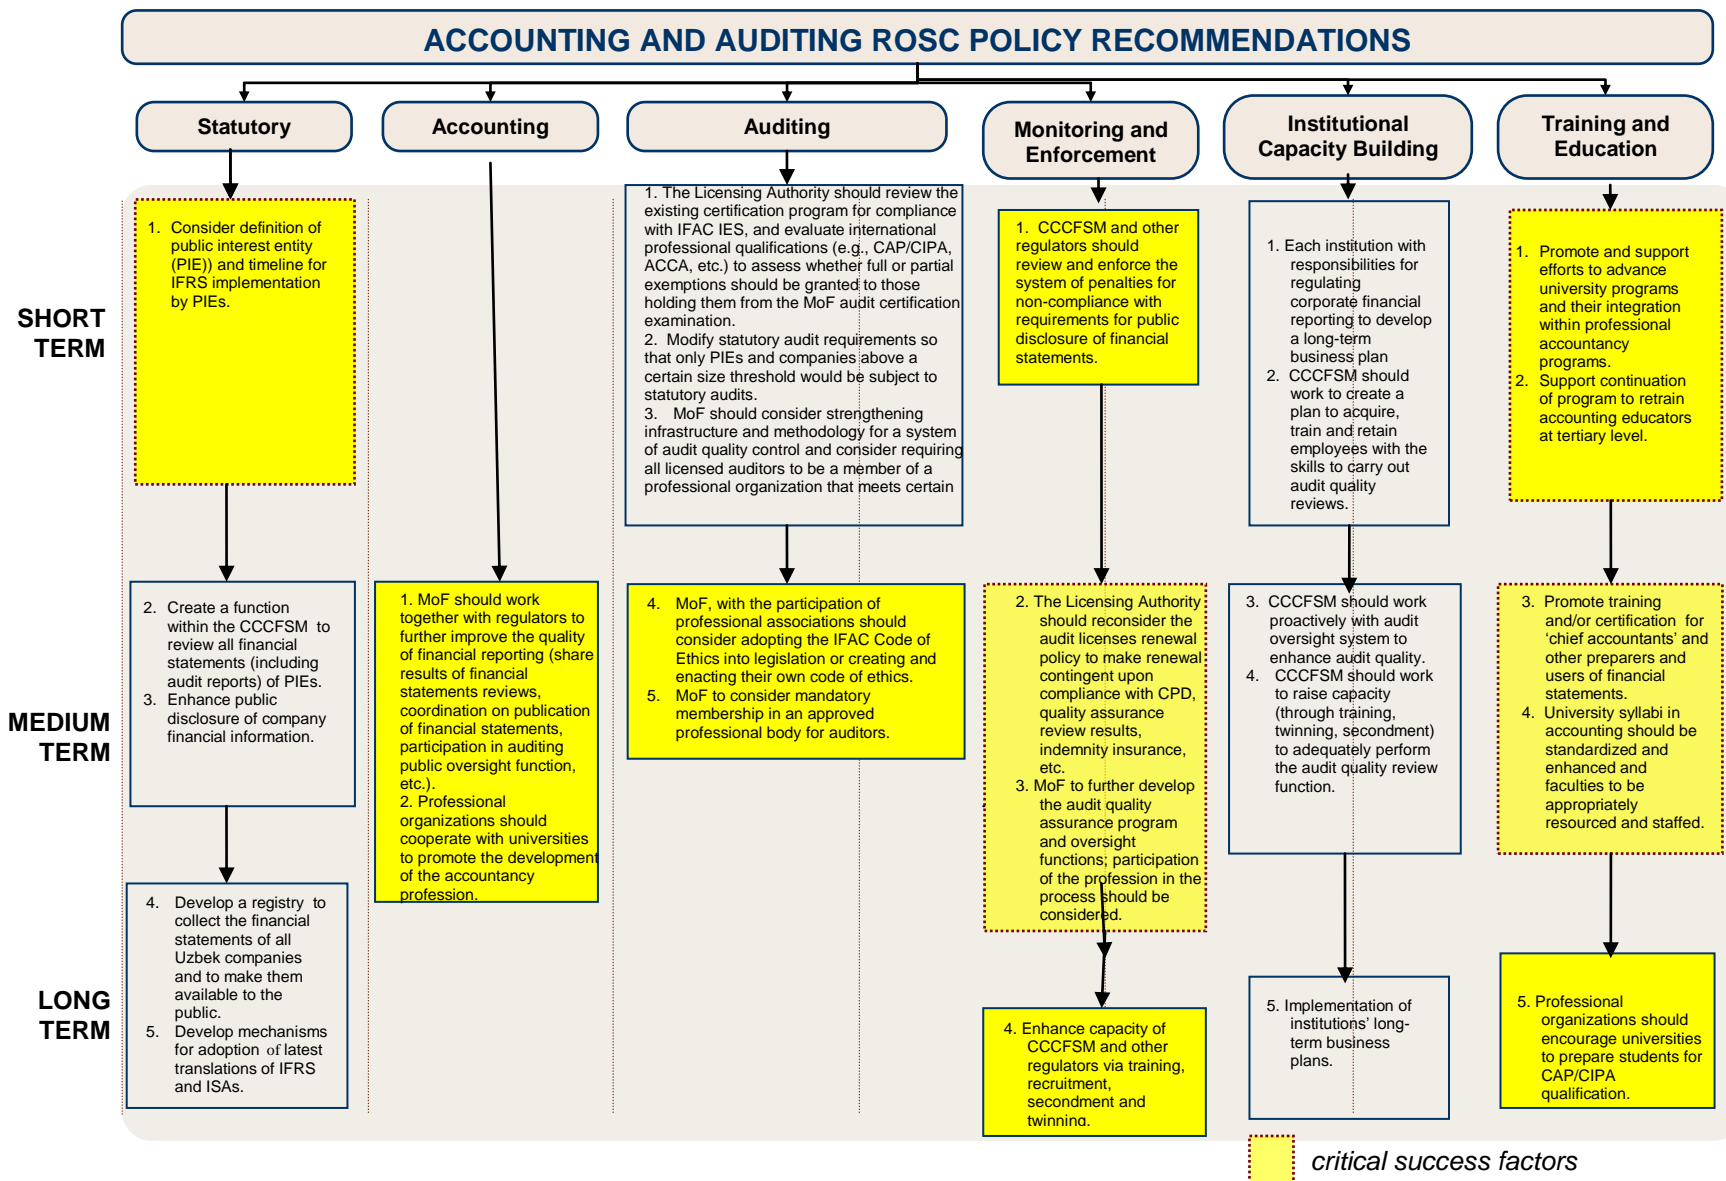 ACCOUNTING AND AUDITING ROSC POLICY RECOMMENDATIONS
Statutory
Accounting
Auditing
Monitoring and
Enforcement
Institutional
Capacity Building
Training and
Education
SHORT
TERM
1. Consider definition of
public interest entity
(PIE)) and timeline for
IFRS implementation
by PIEs.
1. The Licensing Authority should review the
existing certification program for compliance
with IFAC IES, and evaluate international
professional qualifications (e.g., CAP/CIPA,
ACCA, etc.) to assess whether full or partial
exemptions should be granted to those
holding them from the MoF audit certification
examination.
2. Modify statutory audit requirements so
that only PIEs and companies above a
certain size threshold would be subject to
statutory audits.
3. MoF should consider strengthening
infrastructure and methodology for a system
of audit quality control and consider requiring
all licensed auditors to be a member of a
professional organization that meets certain
1. CCCFSM and other
regulators should
review and enforce the
system of penalties for
non-compliance with
requirements for public
disclosure of financial
statements.
1. Each institution with
responsibilities for
regulating
corporate financial
reporting to develop
a long-term
business plan
2. CCCFSM should
work to create a
plan to acquire,
train and retain
employees with the
skills to carry out
audit quality
reviews.
1. Promote and support
efforts to advance
university programs
and their integration
within professional
accountancy
programs.
2. Support continuation
of program to retrain
accounting educators
at tertiary level.
MEDIUM
TERM
2. Create a function
within the CCCFSM to
review all financial
statements (including
audit reports) of PIEs.
3. Enhance public
disclosure of company
financial information.
1. MoF should work
together with regulators to
further improve the quality
of financial reporting (share
results of financial
statements reviews,
coordination on publication
of financial statements,
participation in auditing
public oversight function,
etc.).
2. Professional
organizations should
cooperate with universities
to promote the development
of the accountancy
profession.
4. MoF, with the participation of
professional associations should
consider adopting the IFAC Code of
Ethics into legislation or creating and
enacting their own code of ethics.
5. MoF to consider mandatory
membership in an approved
professional body for auditors.
2. The Licensing Authority
should reconsider the
audit licenses renewal
policy to make renewal
contingent upon
compliance with CPD,
quality assurance
review results,
indemnity insurance,
etc.
3. MoF to further develop
the audit quality
assurance program
and oversight
functions; participation
of the profession in the
process should be
considered.
3. CCCFSM should work
proactively with audit
oversight system to
enhance audit quality.
4. CCCFSM should work
to raise capacity
(through training,
twinning, secondment)
to adequately perform
the audit quality review
function.
3. Promote training
and/or certification for
‘chief accountants’ and
other preparers and
users of financial
statements.
4. University syllabi in
accounting should be
standardized and
enhanced and
faculties to be
appropriately
resourced and staffed.
LONG
TERM
4. Develop a registry to
collect the financial
statements of all
Uzbek companies
and to make them
available to the
public.
5. Develop mechanisms
for adoption of latest
translations of IFRS
and ISAs.
4. Enhance capacity of
CCCFSM and other
regulators via training,
recruitment,
secondment and
twinning.
5. Implementation of
institutions’ long-
term business
plans.
5. Professional
organizations should
encourage universities
to prepare students for
CAP/CIPA
qualification.
critical success factors